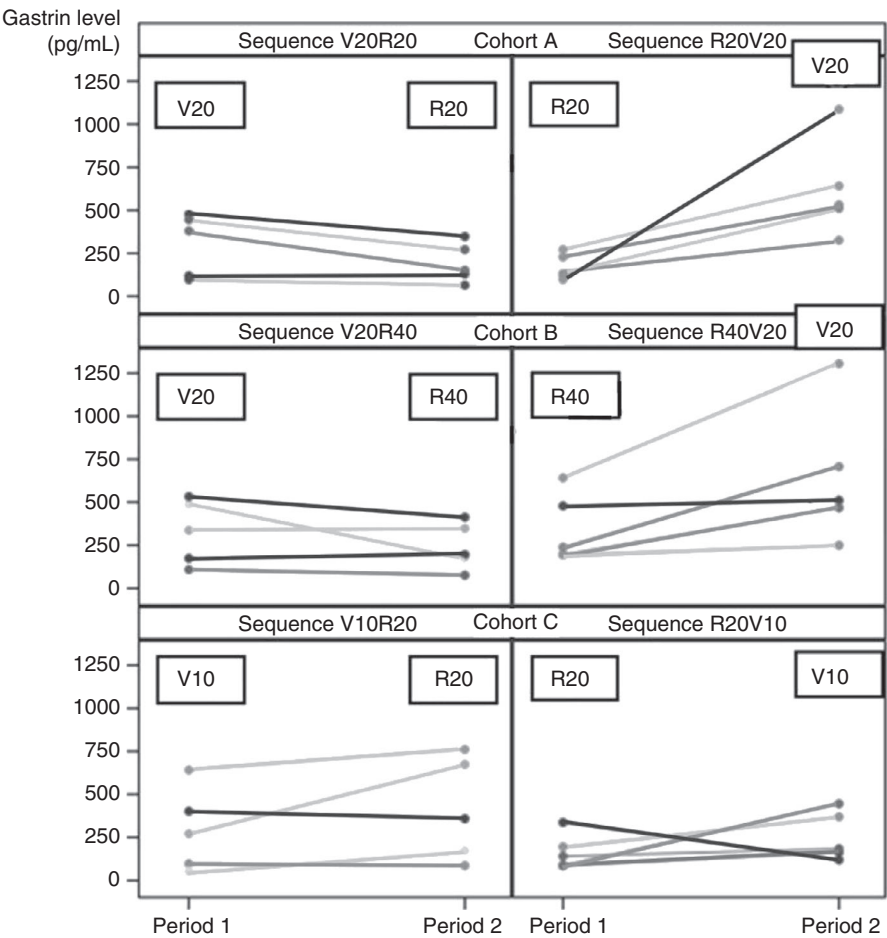 Gastrin level
(pg/mL)
Sequence V20R20 Cohort A Sequence R20V20
V20 R20 R20 V20
1250
1000
750
500
250
0
Sequence V20R40 Cohort B Sequence R40V20
V20 R40 R40 V20
1250
1000
750
500
250
0
Sequence V10R20 Cohort C Sequence R20V10
V10 R20 R20 V10
1250
1000
750
500
250
0
Period 1 Period 2 Period 1 Period 2